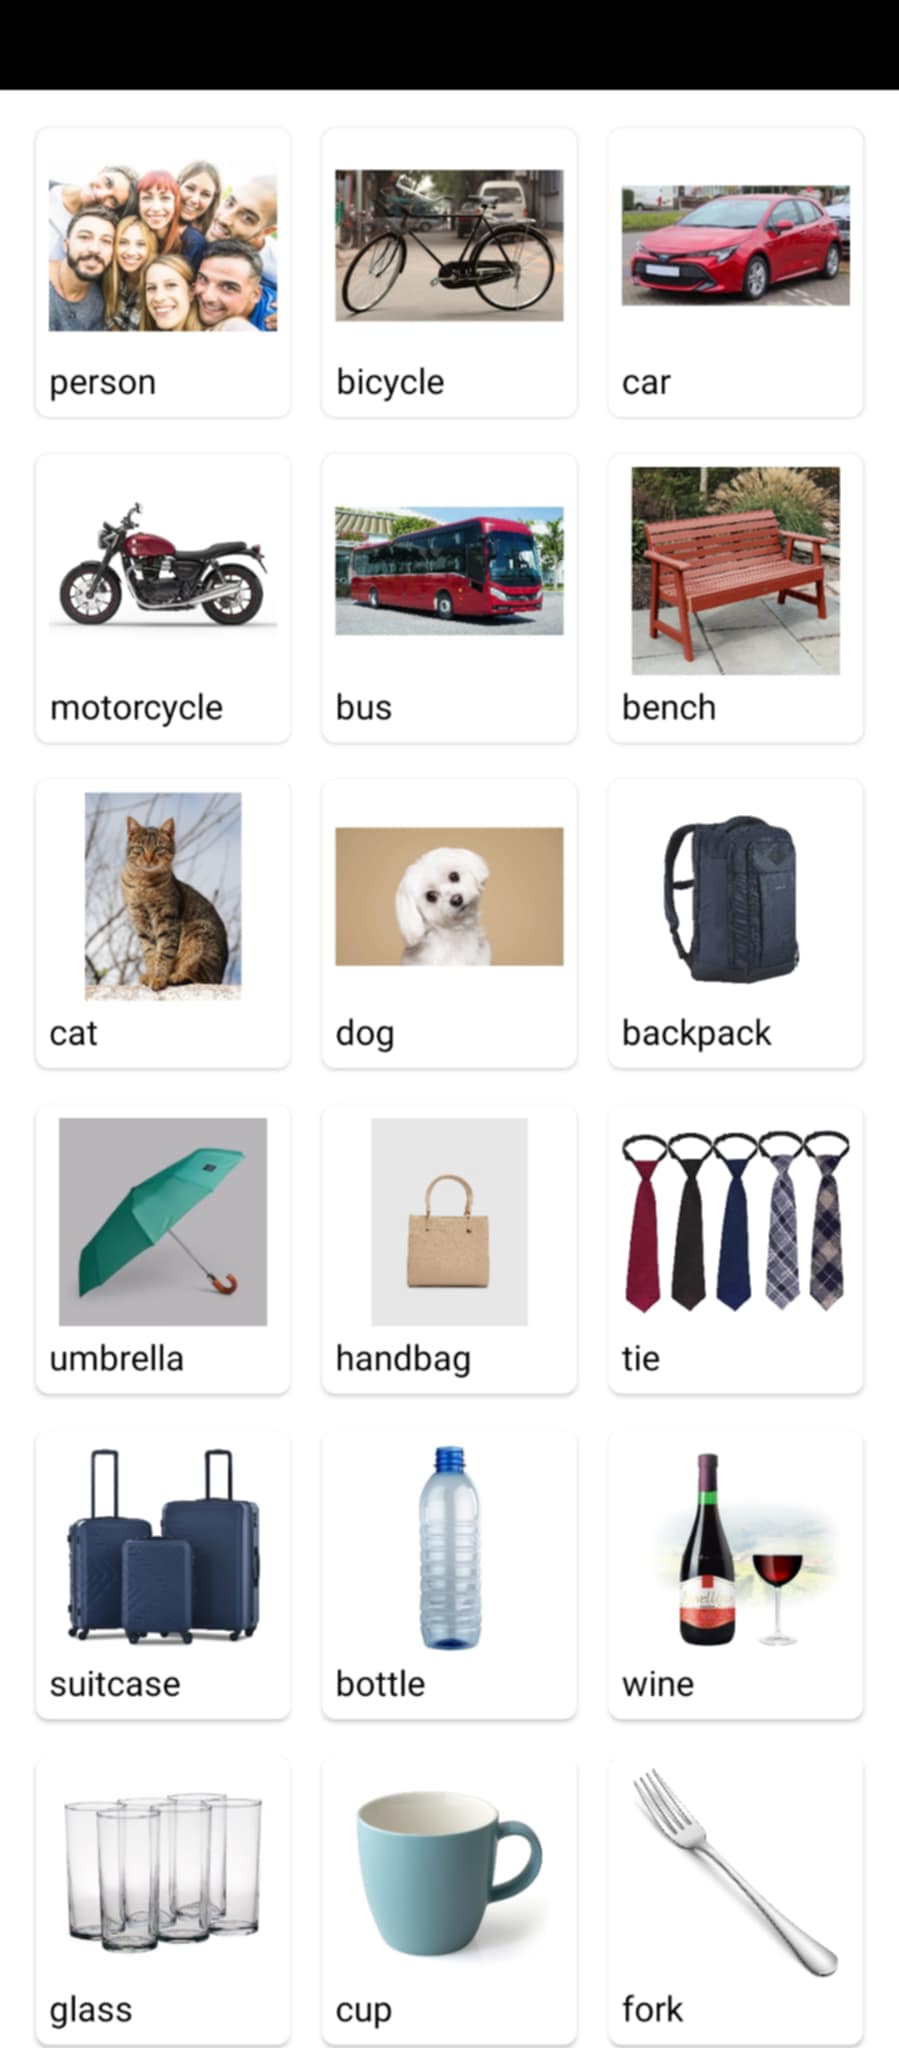 person
bicycle
car
motorcycle
bus
bench
cat
dog
backpack
umbrella
handbag
tie
suitcase
bottle
wine
glass
cup
fork